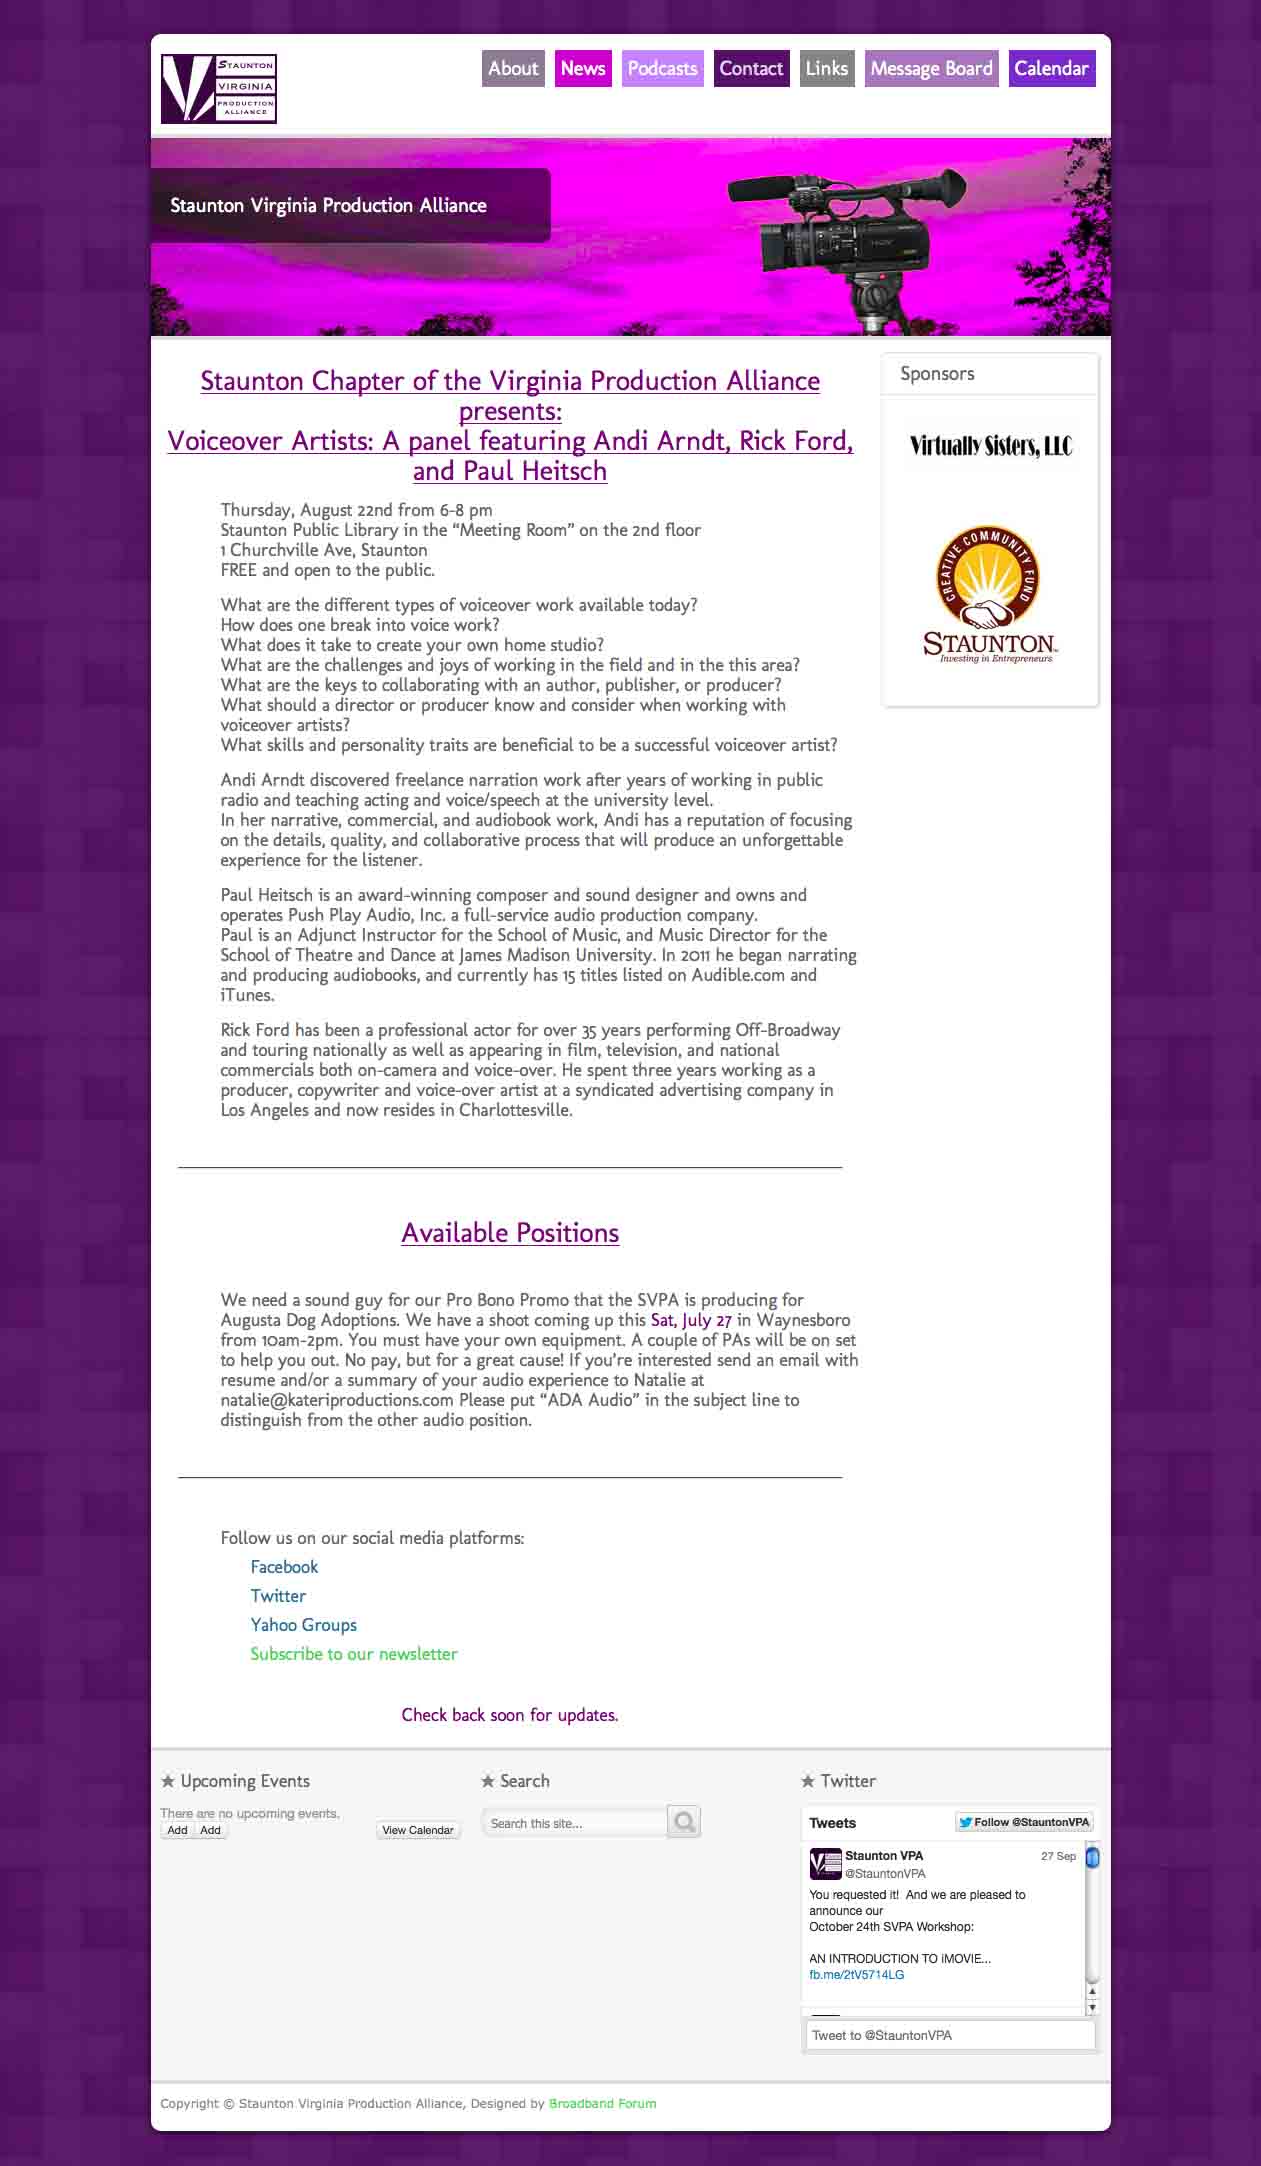 STAUNTON
VIRGINIA
PRODUCTION
ALLIANCE
About News Podcasts Contact Links Message Board Calendar
Staunton Virginia Production Alliance
Staunton Chapter of the Virginia Production Alliance
presents:
Voiceover Artists: A panel featuring Andi Arndt, Rick Ford,
and Paul Heitsch
Thursday, August 22nd from 6-8 pm
Staunton Public Library in the “Meeting Room” on the 2nd floor
1 Churchville Ave, Staunton
FREE and open to the public.
What are the different types of voiceover work available today?
How does one break into voice work?
What does it take to create your own home studio?
What are the challenges and joys of working in the field and in the this area?
What are the keys to collaborating with an author, publisher, or producer?
What should a director or producer know and consider when working with
voiceover artists?
What skills and personality traits are beneficial to be a successful voiceover artist?
Andi Arndt discovered freelance narration work after years of working in public
radio and teaching acting and voice/speech at the university level.
In her narrative, commercial, and audiobook work, Andi has a reputation of focusing
on the details, quality, and collaborative process that will produce an unforgettable
experience for the listener.
Paul Heitsch is an award-winning composer and sound designer and owns and
operates Push Play Audio, Inc. a full-service audio production company.
Paul is an Adjunct Instructor for the School of Music, and Music Director for the
School of Theatre and Dance at James Madison University. In 2011 he began narrating
and producing audiobooks, and currently has 15 titles listed on Audible.com and
iTunes.
Rick Ford has been a professional actor for over 35 years performing Off-Broadway
and touring nationally as well as appearing in film, television, and national
commercials both on-camera and voice-over. He spent three years working as a
producer, copywriter and voice-over artist at a syndicated advertising company in
Los Angeles and now resides in Charlottesville.
Available Positions
We need a sound guy for our Pro Bono Promo that the SVPA is producing for
Augusta Dog Adoptions. We have a shoot coming up this Sat, July 27 in Waynesboro
from 10am-2pm. You must have your own equipment. A couple of PAs will be on set
to help you out. No pay, but for a great cause! If you're interested send an email with
resume and/or a summary of your audio experience to Natalie at
natalie@kateriproductions.com Please put “ADA Audio” in the subject line to
distinguish from the other audio position.
Follow us on our social media platforms:
Facebook
Twitter
Yahoo Groups
Subscribe to our newsletter
Check back soon for updates.
Sponsors
Virtually Sisters, LLC
CREATIVE COMMUNITY FUND
STAUNTON
Investing in Entrepreneurs
Upcoming Events
There are no upcoming events.
Add Add View Calendar
Search
Search this site...
Twitter
Tweets Follow @StauntonVPA
Staunton VPA 27 Sep
@StauntonVPA
You requested it! And we are pleased to
announce our
October 24th SVPA Workshop:
AN INTRODUCTION TO iMOVIE...
fb.me/2tV5714LG
Tweet to @StauntonVPA
Copyright © Staunton Virginia Production Alliance, Designed by Broadband Forum